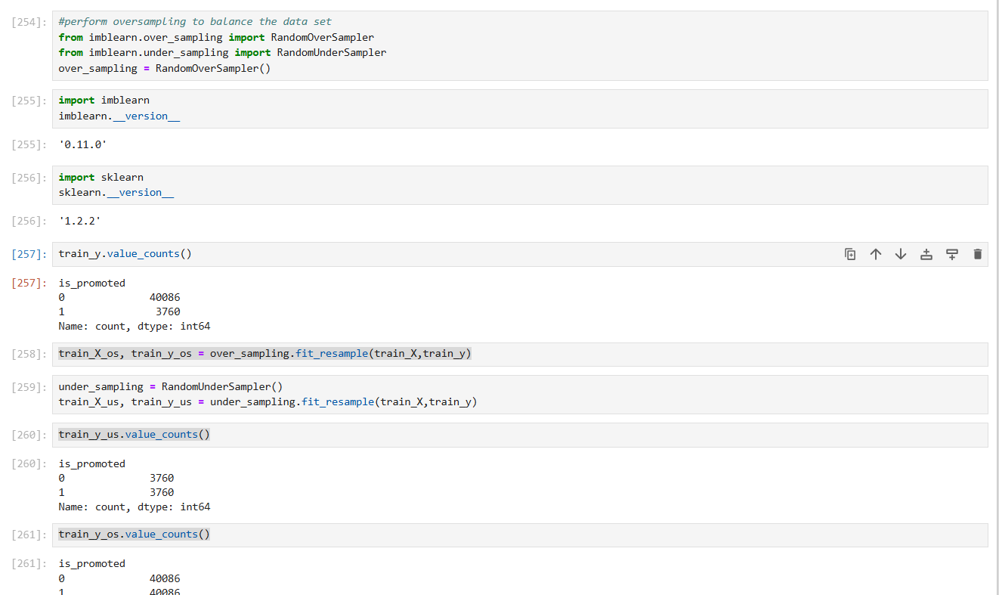 [254]: #perform oversampling to balance the data set
from imblearn.over_sampling import RandomOverSampler
from imblearn.under_sampling import RandomUnderSampler
over_sampling = RandomOverSampler()
[255]: import imblearn
imblearn.__version__
[255]: '0.11.0'
[256]: import sklearn
sklearn.__version__
[256]: '1.2.2'
[257]: train_y.value_counts()
[257]: is_promoted
0 40086
1 3760
Name: count, dtype: int64
[258]: train_X_os, train_y_os = over_sampling.fit_resample(train_X,train_y)
[259]: under_sampling = RandomUnderSampler()
train_X_us, train_y_us = under_sampling.fit_resample(train_X,train_y)
[260]: train_y_us.value_counts()
[260]: is_promoted
0 3760
1 3760
Name: count, dtype: int64
[261]: train_y_os.value_counts()
[261]: is_promoted
0 40086
1 40086